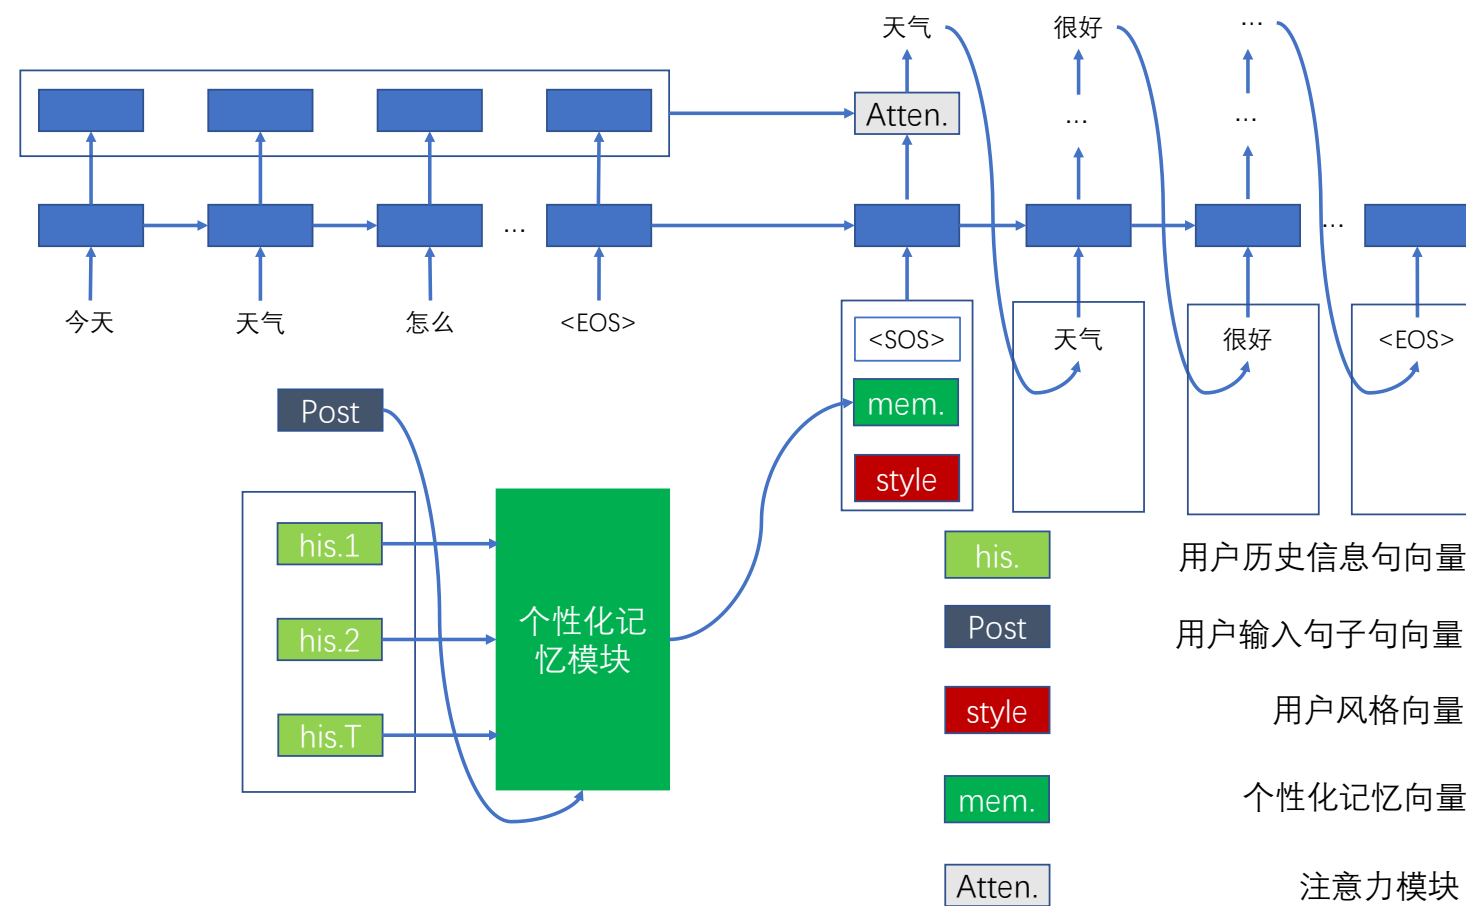 天气
很好
...
Atten.
...
...
...
...
今天
天气
怎么
<EOS>
<SOS>
天气
很好
<EOS>
mem.
style
Post
his.1
his.2
his.T
个性化记
忆模块
his.
用户历史信息句向量
Post
用户输入句子句向量
style
用户风格向量
mem.
个性化记忆向量
Atten.
注意力模块